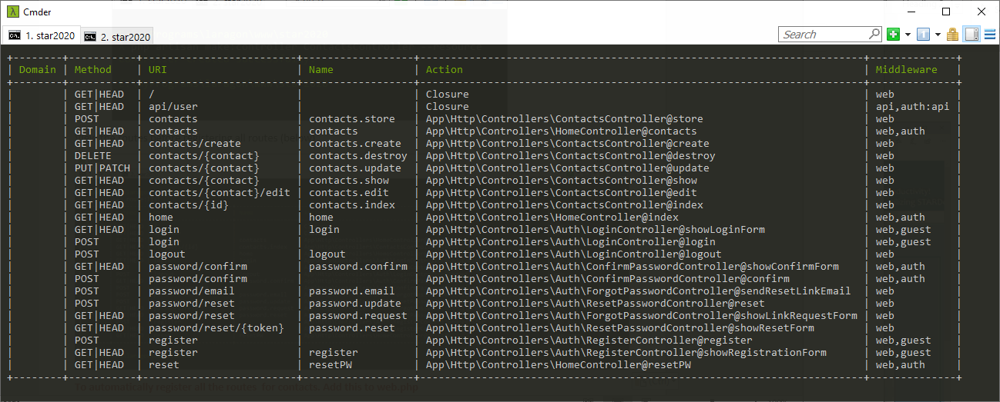 Cmder
1. star2020 2. star2020 Search
+--------+-----------+-------------------------+------------------+------------------------------------------------------------------------+--------------+
| Domain | Method    | URI                     | Name             | Action                                                                 | Middleware   |
+--------+-----------+-------------------------+------------------+------------------------------------------------------------------------+--------------+
|        | GET|HEAD  | /                       |                  | Closure                                                                | web          |
|        | GET|HEAD  | api/user                |                  | Closure                                                                | api,auth:api |
|        | POST      | contacts                | contacts.store   | App\Http\Controllers\ContactsController@store                          | web          |
|        | GET|HEAD  | contacts                | contacts         | App\Http\Controllers\HomeController@contacts                           | web,auth     |
|        | GET|HEAD  | contacts/create         | contacts.create  | App\Http\Controllers\ContactsController@create                         | web          |
|        | DELETE    | contacts/{contact}      | contacts.destroy | App\Http\Controllers\ContactsController@destroy                        | web          |
|        | PUT|PATCH | contacts/{contact}      | contacts.update  | App\Http\Controllers\ContactsController@update                         | web          |
|        | GET|HEAD  | contacts/{contact}      | contacts.show    | App\Http\Controllers\ContactsController@show                           | web          |
|        | GET|HEAD  | contacts/{contact}/edit | contacts.edit    | App\Http\Controllers\ContactsController@edit                           | web          |
|        | GET|HEAD  | contacts/{id}           | contacts.index   | App\Http\Controllers\ContactsController@index                          | web          |
|        | GET|HEAD  | home                    | home             | App\Http\Controllers\HomeController@index                              | web,auth     |
|        | GET|HEAD  | login                   | login            | App\Http\Controllers\Auth\LoginController@showLoginForm                | web,guest    |
|        | POST      | login                   |                  | App\Http\Controllers\Auth\LoginController@login                        | web,guest    |
|        | POST      | logout                  | logout           | App\Http\Controllers\Auth\LoginController@logout                       | web          |
|        | GET|HEAD  | password/confirm        | password.confirm | App\Http\Controllers\Auth\ConfirmPasswordController@showConfirmForm    | web,auth     |
|        | POST      | password/confirm        |                  | App\Http\Controllers\Auth\ConfirmPasswordController@confirm            | web,auth     |
|        | POST      | password/email          | password.email   | App\Http\Controllers\Auth\ForgotPasswordController@sendResetLinkEmail  | web          |
|        | POST      | password/reset          | password.update  | App\Http\Controllers\Auth\ResetPasswordController@reset                | web          |
|        | GET|HEAD  | password/reset          | password.request | App\Http\Controllers\Auth\ForgotPasswordController@showLinkRequestForm | web          |
|        | GET|HEAD  | password/reset/{token}  | password.reset   | App\Http\Controllers\Auth\ResetPasswordController@showResetForm        | web          |
|        | POST      | register                |                  | App\Http\Controllers\Auth\RegisterController@register                  | web,guest    |
|        | GET|HEAD  | register                | register         | App\Http\Controllers\Auth\RegisterController@showRegistrationForm      | web,guest    |
|        | GET|HEAD  | reset                   | resetPW          | App\Http\Controllers\HomeController@resetPW                            | web,auth     |
+--------+-----------+-------------------------+------------------+------------------------------------------------------------------------+--------------+